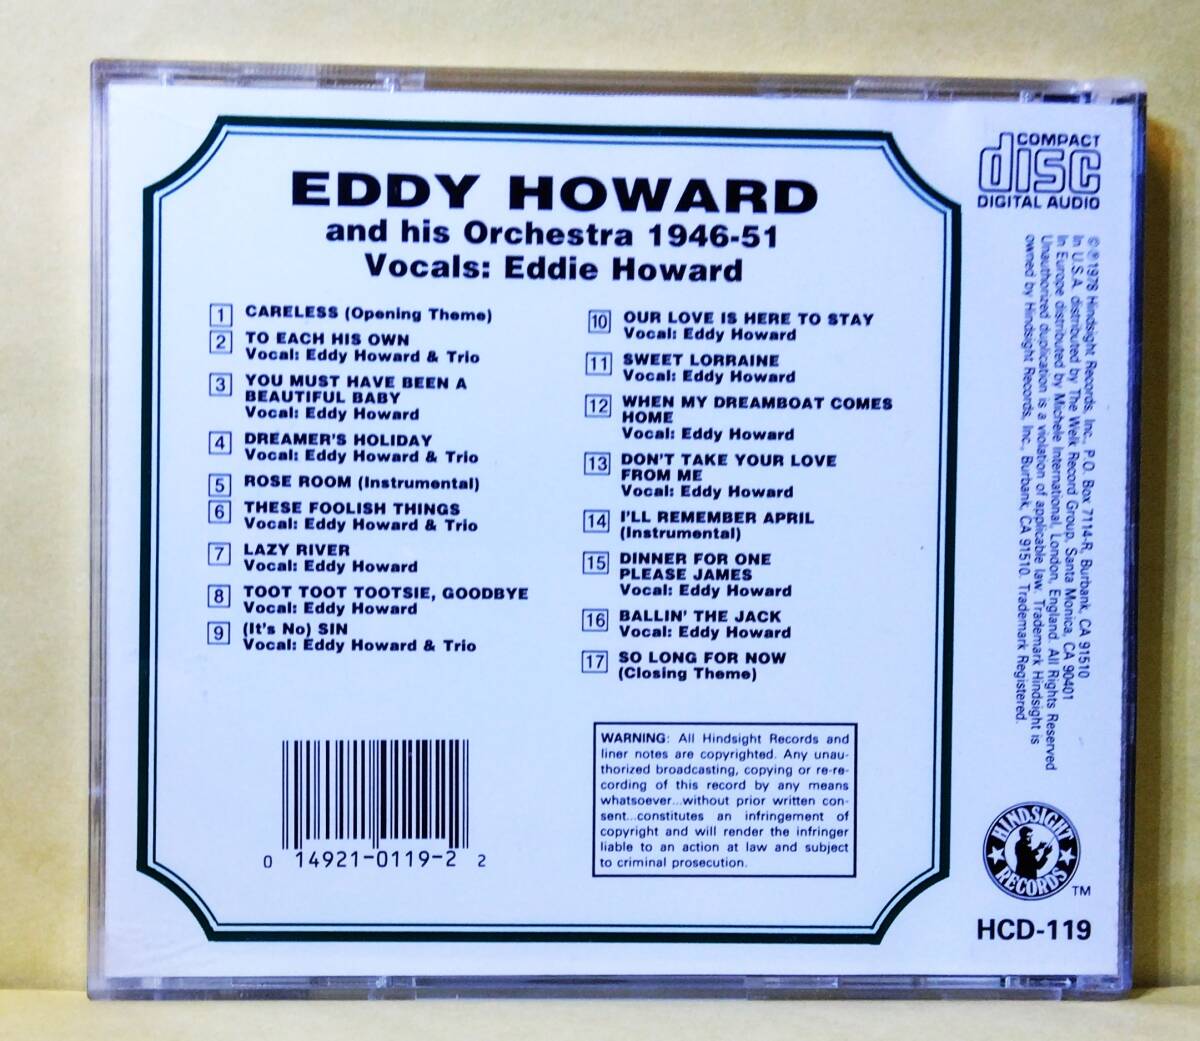 EDDY HOWARD
and his Orchestra 1946-51
Vocals: Eddie Howard
1 CARELESS (Opening Theme)
2 TO EACH HIS OWN
Vocal: Eddy Howard & Trio
3 YOU MUST HAVE BEEN A
BEAUTIFUL BABY
Vocal: Eddy Howard
4 DREAMER'S HOLIDAY
Vocal: Eddy Howard & Trio
5 ROSE ROOM (Instrumental)
6 THESE FOOLISH THINGS
Vocal: Eddy Howard & Trio
7 LAZY RIVER
Vocal: Eddy Howard
8 TOOT TOOT TOOTSIE, GOODBYE
Vocal: Eddy Howard
9 (It's No) SIN
Vocal: Eddy Howard & Trio
10 OUR LOVE IS HERE TO STAY
Vocal: Eddy Howard
11 SWEET LORRAINE
Vocal: Eddy Howard
12 WHEN MY DREAMBOAT COMES
HOME
Vocal: Eddy Howard
13 DON'T TAKE YOUR LOVE
FROM ME
Vocal: Eddy Howard
14 I'LL REMEMBER APRIL
(Instrumental)
15 DINNER FOR ONE
PLEASE JAMES
Vocal: Eddy Howard
16 BALLIN' THE JACK
Vocal: Eddy Howard
17 SO LONG FOR NOW
(Closing Theme)
0 14921-0119-2 2
WARNING: All Hindsight Records and
liner notes are copyrighted. Any unau-
thorized broadcasting, copying or re-re-
cording of this record by any means
whatsoever...without prior written con-
sent...constitutes an infringement of
copyright and will render the infringer
liable to an action at law and subject
to criminal prosecution.
COMPACT
disc
DIGITAL AUDIO
©℗1978 Hindsight Records, Inc., P.O. Box 7114-R, Burbank, CA 91510
In U.S.A. distributed by The Welk Record Group, Santa Monica, CA 90401
In Europe distributed by Michele International, London, England. All Rights Reserved
Unauthorized duplication is a violation of applicable law. Trademark Hindsight is
owned by Hindsight Records, Inc., Burbank, CA 91510. Trademark Registered.
HINDSIGHT
RECORDS
TM
HCD-119